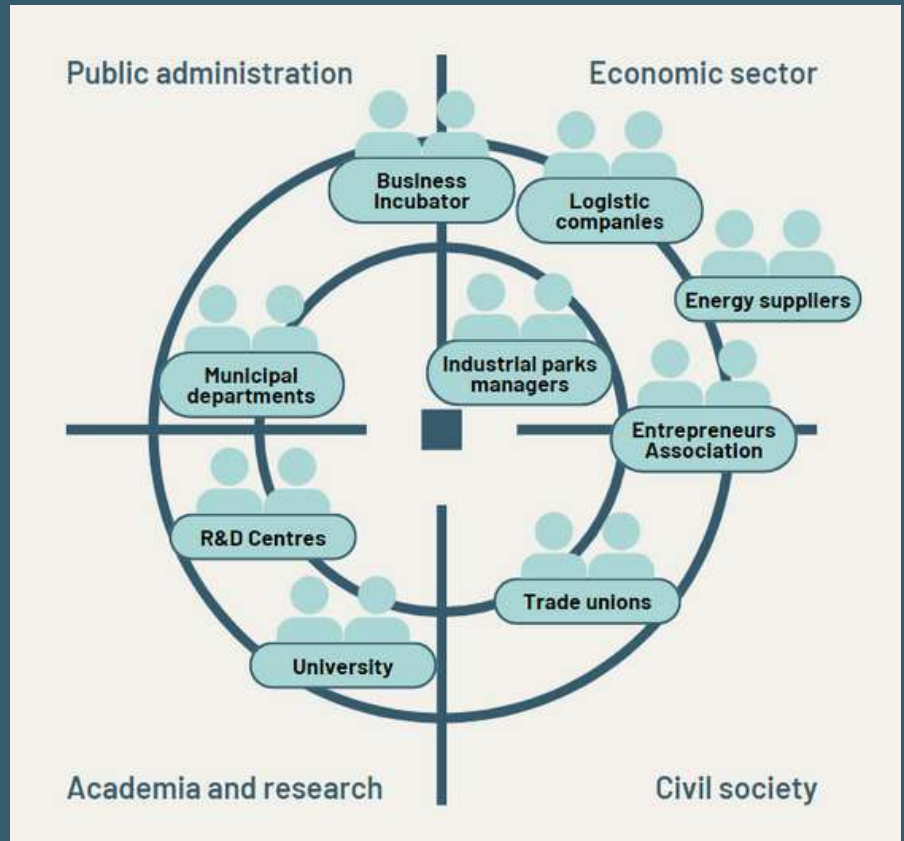 Public administration
Economic sector
Business
Incubator
Logistic
companies
Energy suppliers
Municipal
departments
Industrial parks
managers
Entrepreneurs
Association
R&D Centres
Trade unions
University
Academia and research
Civil society